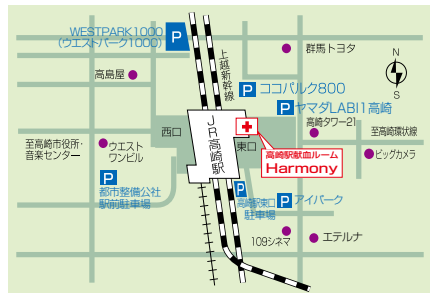 WESTPARK1000
(ウエストパーク1000)
P
上越新幹線
群馬トヨタ
N
S
高島屋
P
ココパルク800
P
ヤマダLABI1高崎
高崎タワー21
至高崎環状線
西口
JR高崎駅
東口
至高崎市役所・
音楽センター
ウエスト
ワンビル
高崎駅献血ルーム
Harmony
ビッグカメラ
P
都市整備公社
駅前駐車場
P
高崎駅東口
駐車場
P
アイパーク
109シネマ
エテルナ